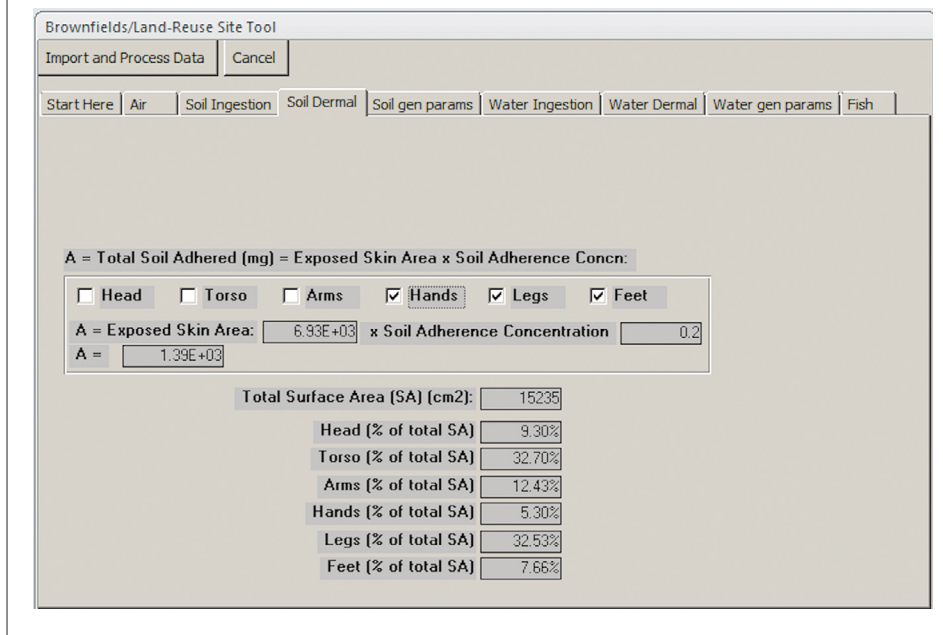 Brownfields/Land-Reuse Site Tool
Import and Process Data Cancel
Start Here Air Soil Ingestion Soil Dermal Soil gen params Water Ingestion Water Dermal Water gen params Fish
A = Total Soil Adhered (mg) = Exposed Skin Area x Soil Adherence Concn:
Head Torso Arms Hands Legs Feet
A = Exposed Skin Area: 6.93E+03 x Soil Adherence Concentration 0.2
A = 1.39E+03
Total Surface Area (SA) (cm2): 15235
Head (% of total SA) 9.30%
Torso (% of total SA) 32.70%
Arms (% of total SA) 12.43%
Hands (% of total SA) 5.30%
Legs (% of total SA) 32.53%
Feet (% of total SA) 7.66%